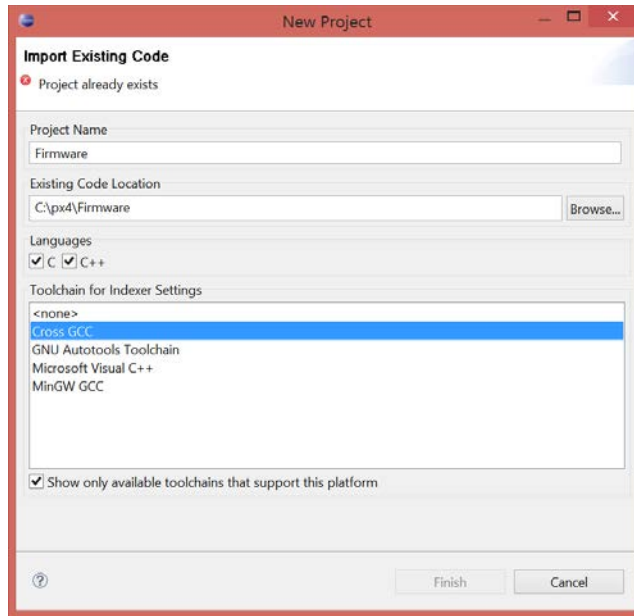 New Project
Import Existing Code
Project already exists
Project Name
Firmware
Existing Code Location
C:\px4\Firmware
Browse...
Languages
C C++
Toolchain for Indexer Settings
<none>
Cross GCC
GNU Autotools Toolchain
Microsoft Visual C++
MinGW GCC
Show only available toolchains that support this platform
Finish Cancel